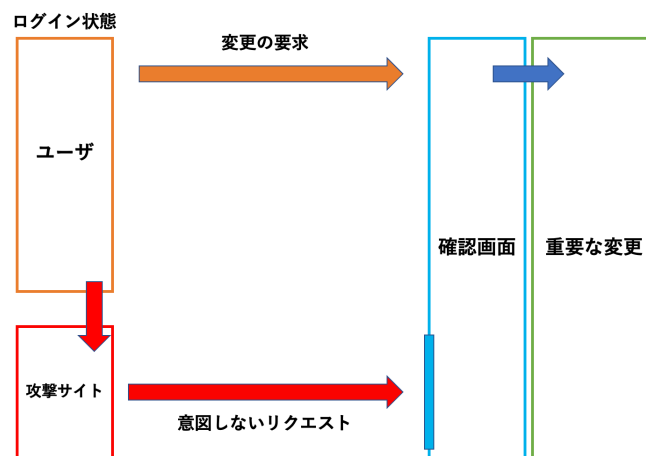 ログイン状態
変更の要求
ユーザ
確認画面
重要な変更
攻撃サイト
意図しないリクエスト